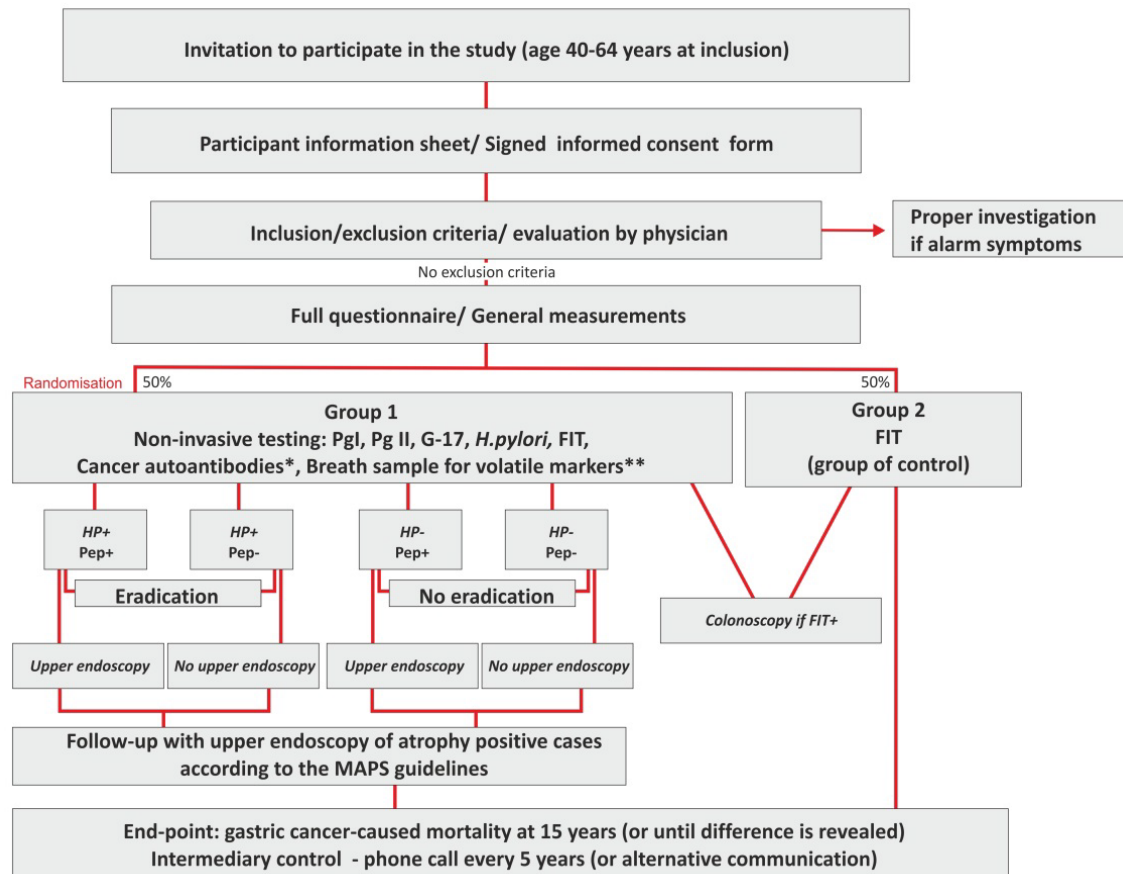 Invitation to participate in the study (age 40-64 years at inclusion)
Participant information sheet/ Signed informed consent form
Inclusion/exclusion criteria/ evaluation by physician
Proper investigation
if alarm symptoms
No exclusion criteria
Full questionnaire/ General measurements
Randomisation
50%
50%
Group 1
Non-invasive testing: PgI, Pg II, G-17, H.pylori, FIT,
Cancer autoantibodies*, Breath sample for volatile markers**
Group 2
FIT
(group of control)
HP+
Pep+
HP+
Pep-
HP-
Pep+
HP-
Pep-
Eradication
No eradication
Colonoscopy if FIT+
Upper endoscopy
No upper endoscopy
Upper endoscopy
No upper endoscopy
Follow-up with upper endoscopy of atrophy positive cases
according to the MAPS guidelines
End-point: gastric cancer-caused mortality at 15 years (or until difference is revealed)
Intermediary control - phone call every 5 years (or alternative communication)